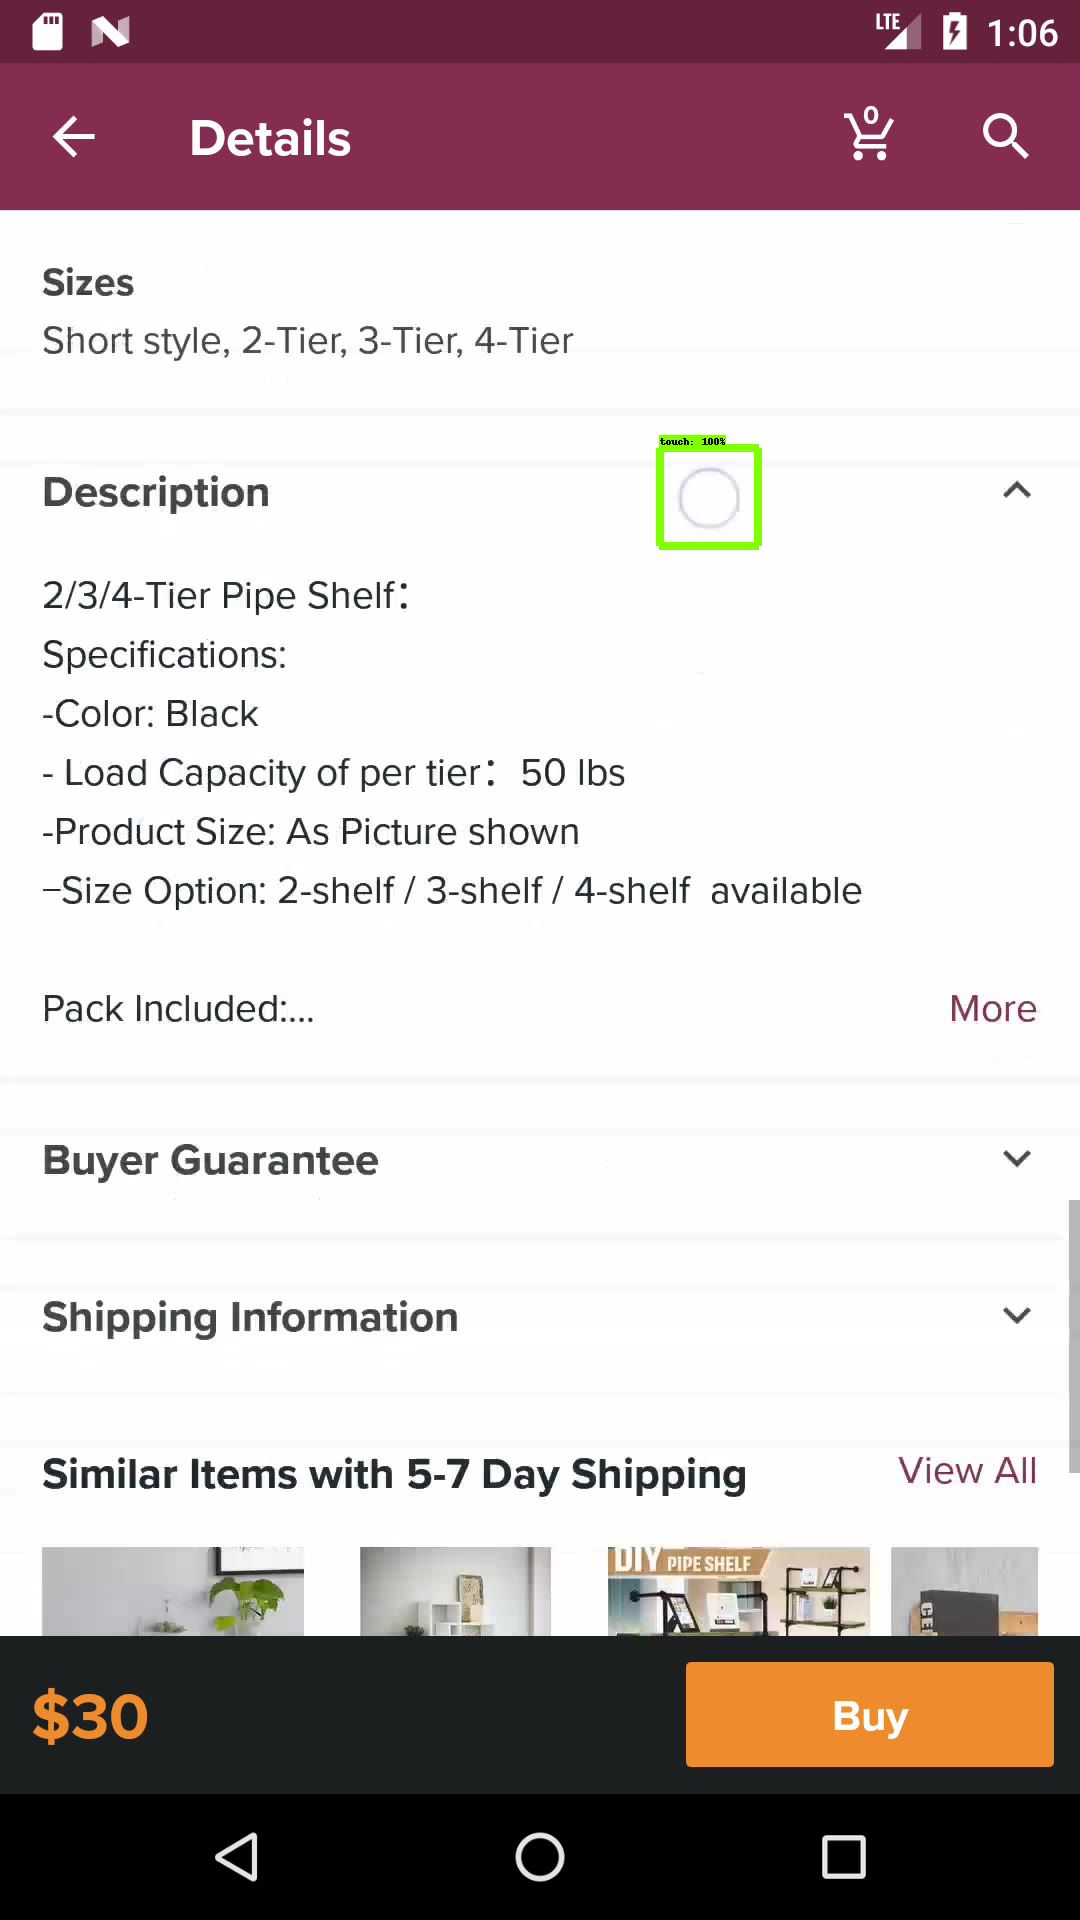 LTE 1:06
Details 0
Sizes
Short style, 2-Tier, 3-Tier, 4-Tier
touch: 100%
Description
2/3/4-Tier Pipe Shelf：
Specifications:
-Color: Black
- Load Capacity of per tier： 50 lbs
-Product Size: As Picture shown
–Size Option: 2-shelf / 3-shelf / 4-shelf  available
Pack Included:... More
Buyer Guarantee
Shipping Information
Similar Items with 5-7 Day Shipping View All
DIY PIPE SHELF
$30 Buy